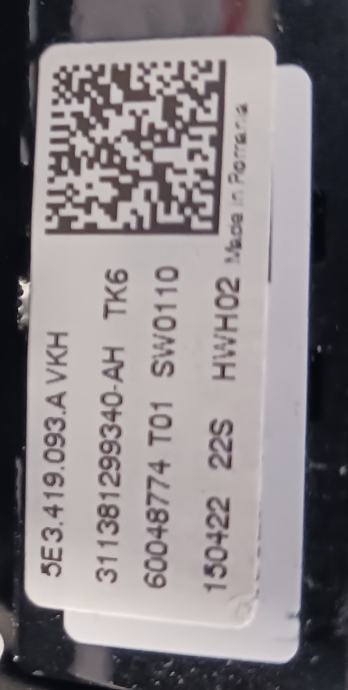 5E3.419.093.A VKH
311381299340-AH TK6
60048774 T01 SW0110
150422 22S HWH02 Made in Romania